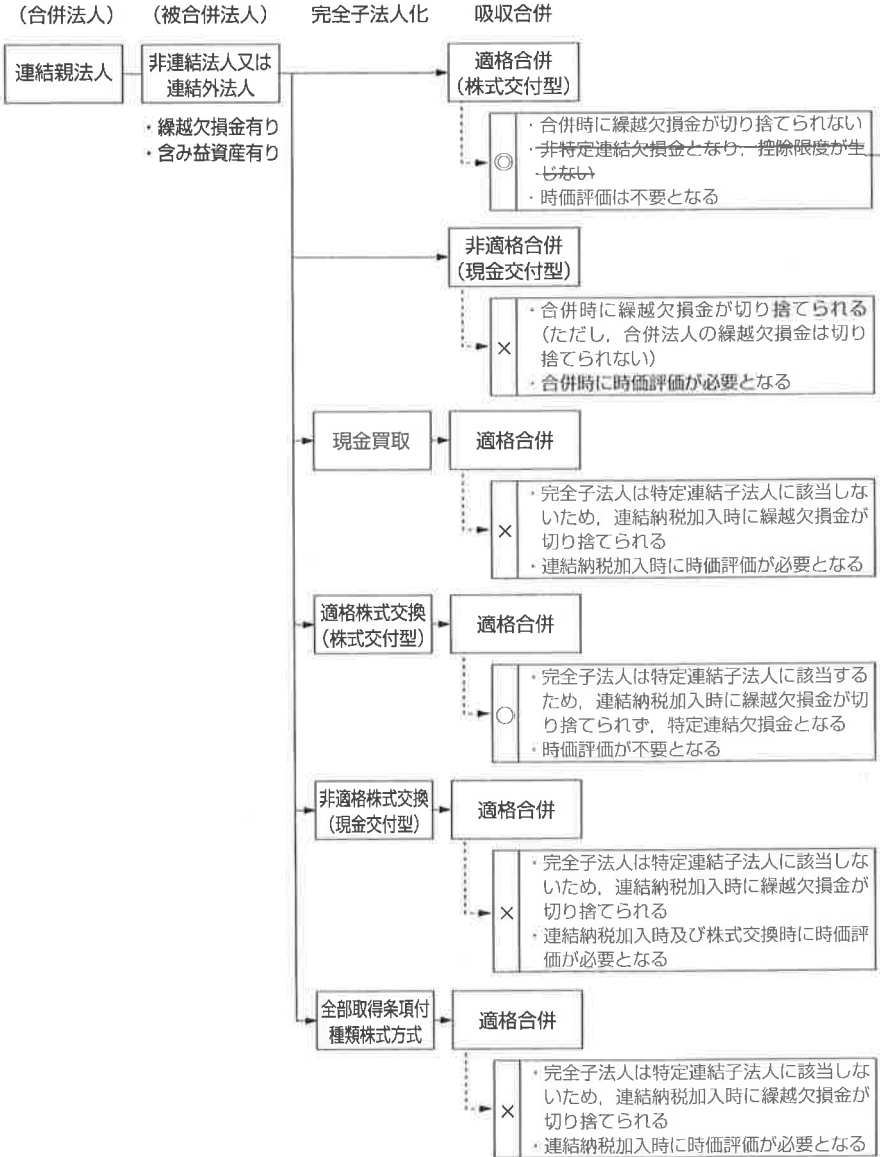 (合併法人) (被合併法人) 完全子法人化 吸収合併
連結親法人
非連結法人又は
連結外法人
・繰越欠損金有り
・含み益資産有り
適格合併
(株式交付型)
◎
・合併時に繰越欠損金が切り捨てられない
・非特定連結欠損金となり，控除限度が生
じない
・時価評価は不要となる
非適格合併
(現金交付型)
×
・合併時に繰越欠損金が切り捨てられる
(ただし，合併法人の繰越欠損金は切り
捨てられない)
・合併時に時価評価が必要となる
現金買取
適格合併
×
・完全子法人は特定連結子法人に該当しな
いため，連結納税加入時に繰越欠損金が
切り捨てられる
・連結納税加入時に時価評価が必要となる
適格株式交換
(株式交付型)
適格合併
○
・完全子法人は特定連結子法人に該当する
ため，連結納税加入時に繰越欠損金が切
り捨てられず，特定連結欠損金となる
・時価評価が不要となる
非適格株式交換
(現金交付型)
適格合併
×
・完全子法人は特定連結子法人に該当しな
いため，連結納税加入時に繰越欠損金が
切り捨てられる
・連結納税加入時及び株式交換時に時価評
価が必要となる
全部取得条項付
種類株式方式
適格合併
×
・完全子法人は特定連結子法人に該当しな
いため，連結納税加入時に繰越欠損金が
切り捨てられる
・連結納税加入時に時価評価が必要となる